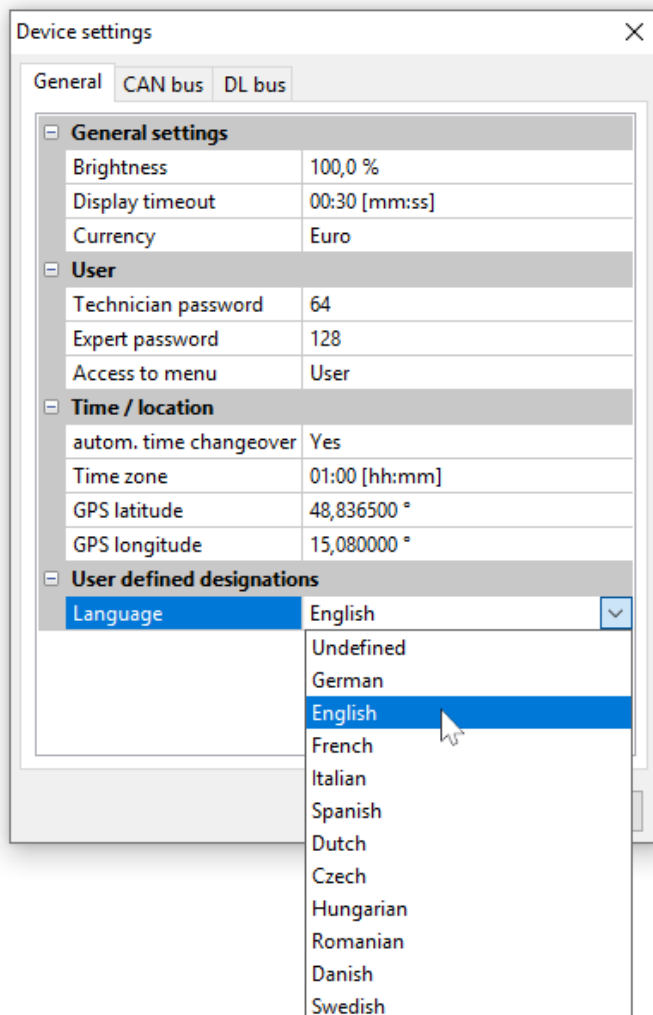 Device settings
General CAN bus DL bus
General settings
Brightness 100,0 %
Display timeout 00:30 [mm:ss]
Currency Euro
User
Technician password 64
Expert password 128
Access to menu User
Time / location
autom. time changeover Yes
Time zone 01:00 [hh:mm]
GPS latitude 48,836500 °
GPS longitude 15,080000 °
User defined designations
Language English
Undefined
German
English
French
Italian
Spanish
Dutch
Czech
Hungarian
Romanian
Danish
Swedish